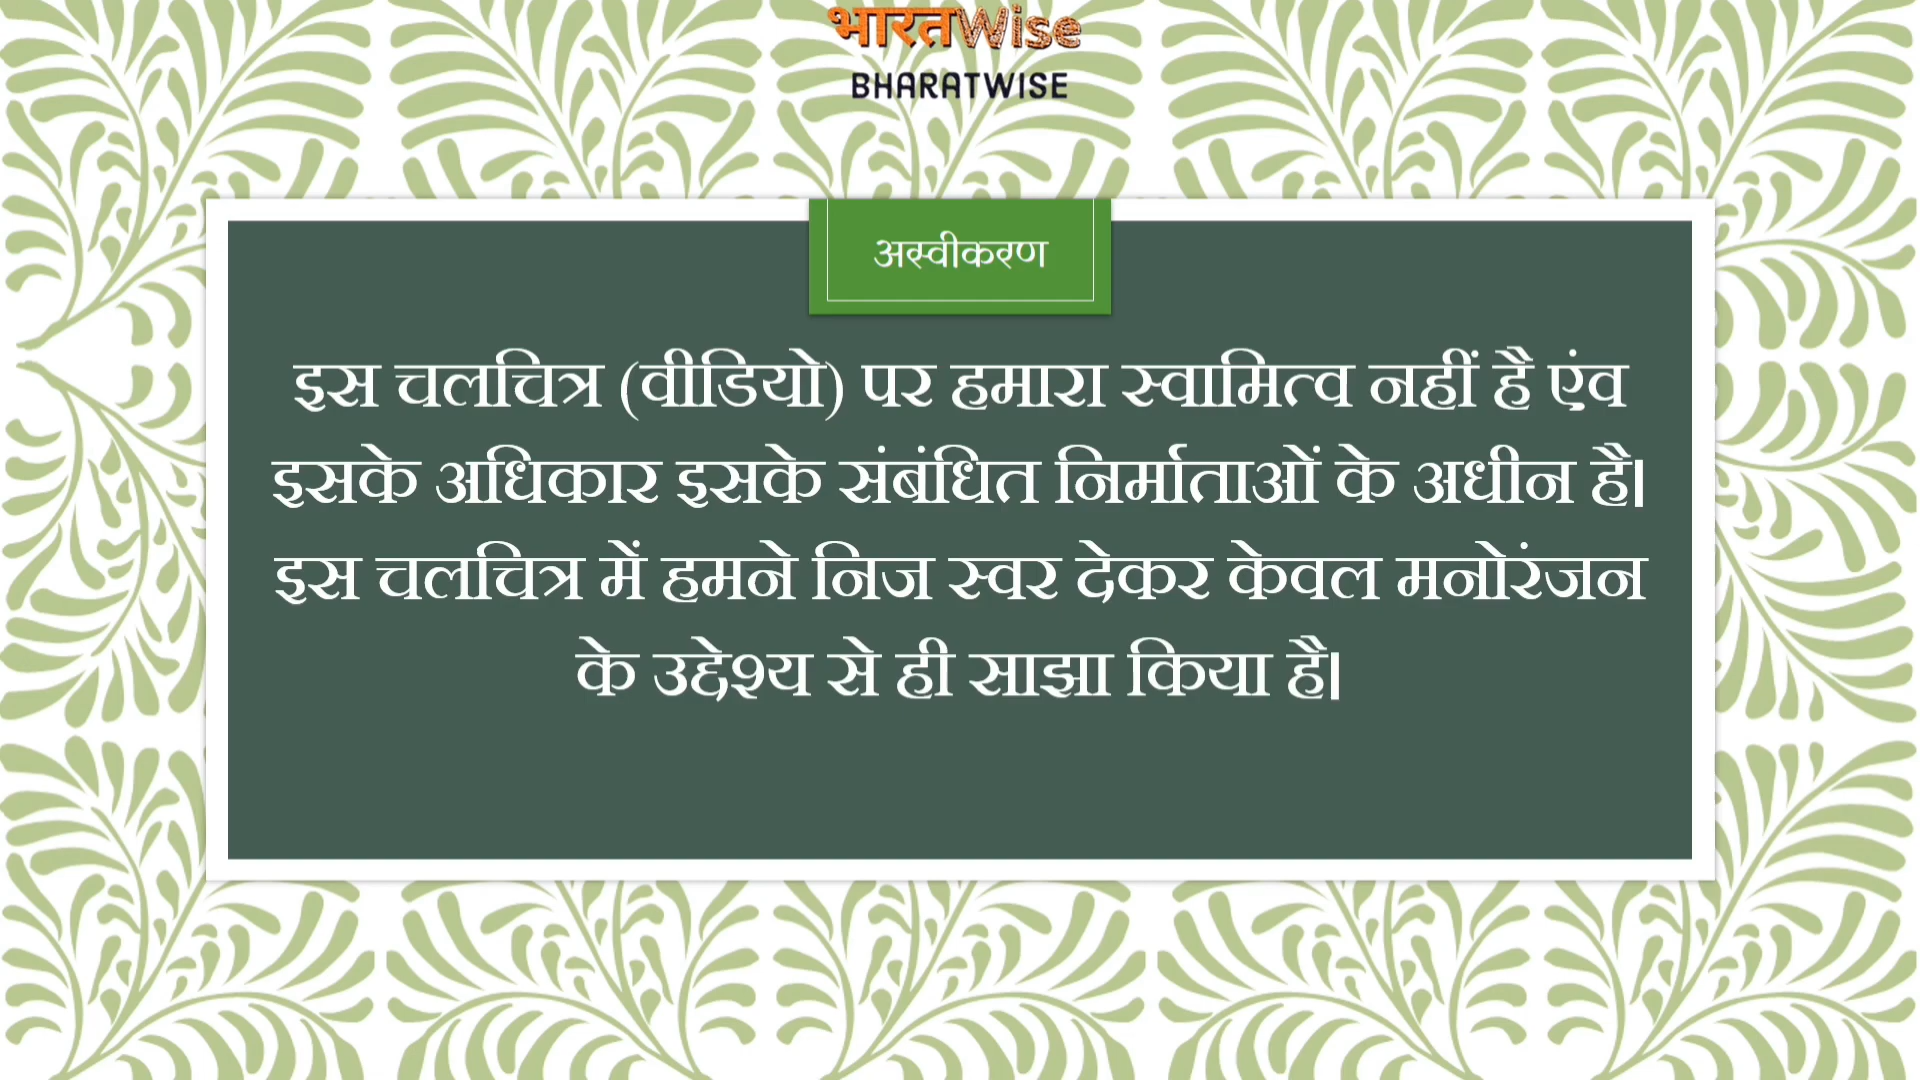 भारतWise
BHARATWISE
अस्वीकरण
इस चलचित्र (वीडियो) पर हमारा स्वामित्व नहीं है एंव
इसके अधिकार इसके संबंधित निर्माताओं के अधीन है।
इस चलचित्र में हमने निज स्वर देकर केवल मनोरंजन
के उद्देश्य से ही साझा किया है।